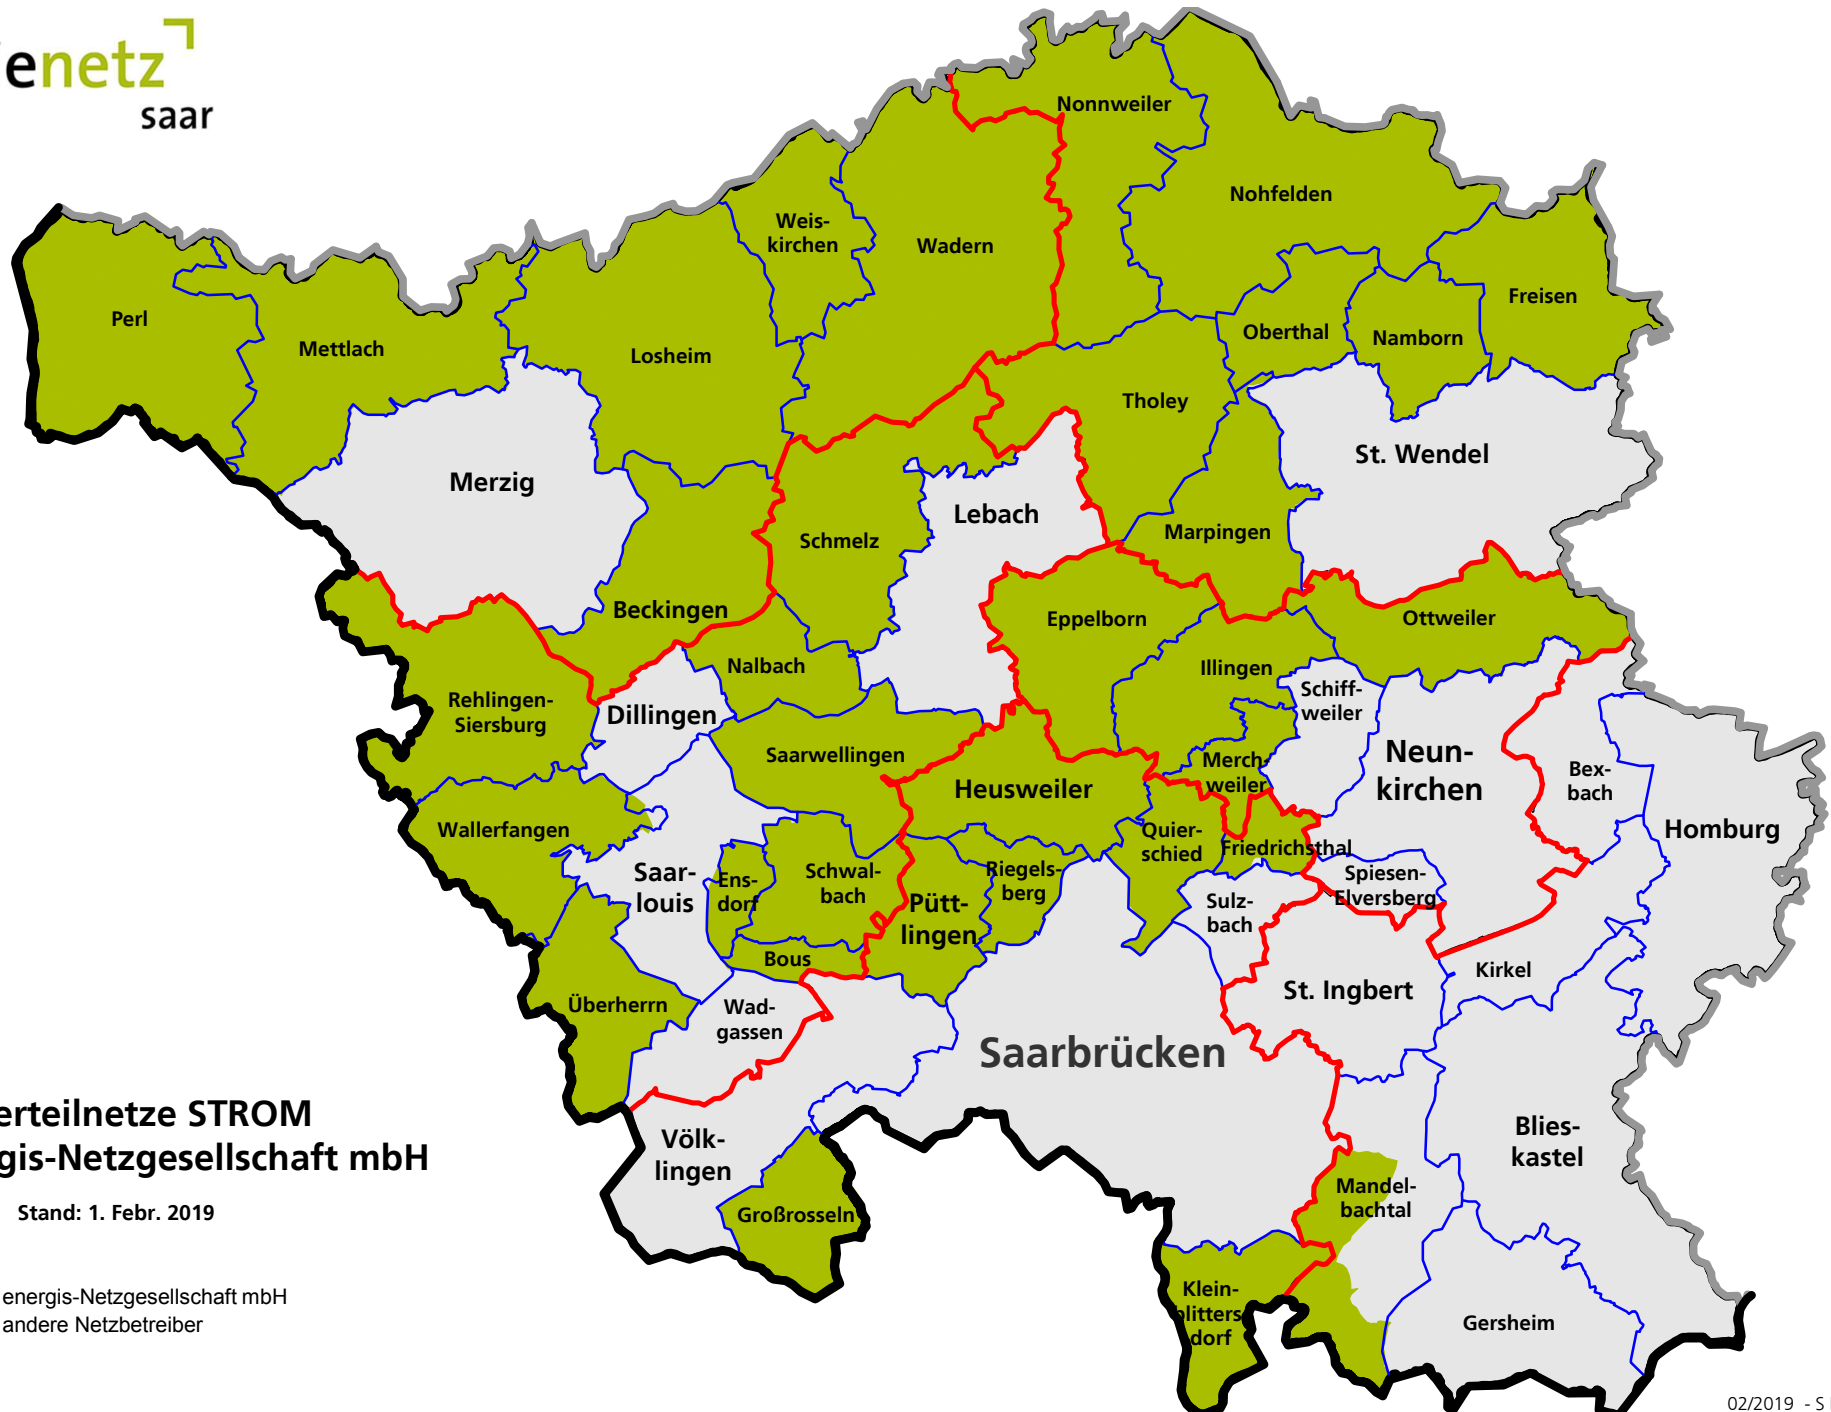 enetz
saar
Nonnweiler
Nohfelden
Weis-
kirchen
Wadern
Freisen
Perl
Mettlach
Losheim
Oberthal
Namborn
Tholey
St. Wendel
Merzig
Lebach
Schmelz
Marpingen
Beckingen
Eppelborn
Ottweiler
Nalbach
Illingen
Rehlingen-
Siersburg
Dillingen
Schiff-
weiler
Saarwellingen
Neun-
kirchen
Merch-
weiler
Bex-
bach
Heusweiler
Wallerfangen
Quier-
schied
Friedrichsthal
Homburg
Saar-
louis
Ens-
dorf
Schwal-
bach
Riegels-
berg
Spiesen-
Elversberg
Pütt-
lingen
Sulz-
bach
Bous
Kirkel
St. Ingbert
Überherrn
Wad-
gassen
Saarbrücken
erteilnetze STROM
gis-Netzgesellschaft mbH
Stand: 1. Febr. 2019
Völk-
lingen
Blies-
kastel
Großrosseln
Mandel-
bachtal
Klein-
blitters
dorf
Gersheim
energis-Netzgesellschaft mbH
andere Netzbetreiber
02/2019 - S